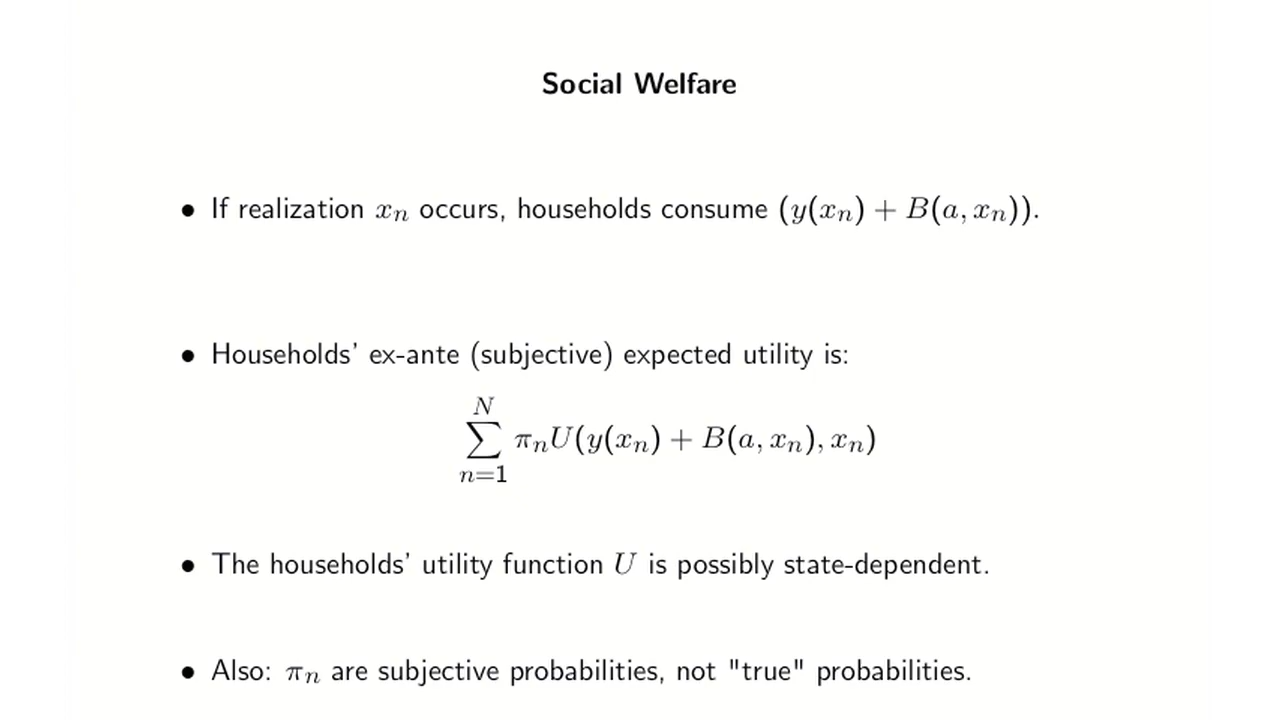 Social Welfare
• If realization xₙ occurs, households consume (y(xₙ) + B(a, xₙ)).
• Households' ex-ante (subjective) expected utility is:
N
∑ πₙU(y(xₙ) + B(a, xₙ), xₙ)
n=1
• The households' utility function U is possibly state-dependent.
• Also: πₙ are subjective probabilities, not "true" probabilities.